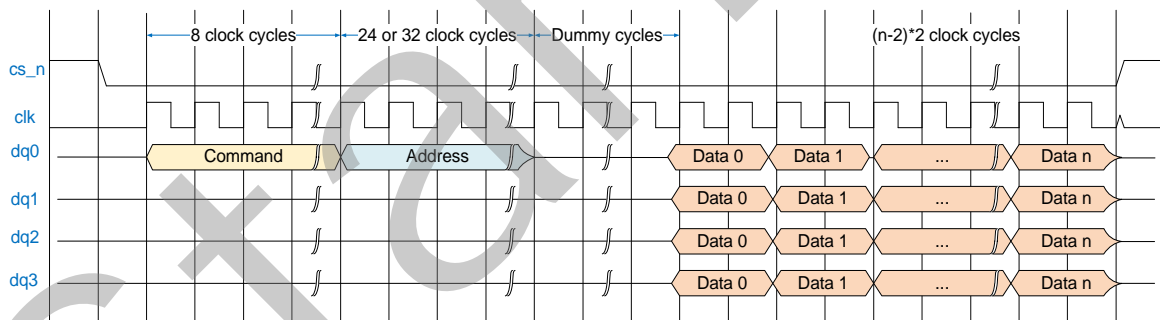 8 clock cycles 24 or 32 clock cycles Dummy cycles (n-2)*2 clock cycles
cs_n
clk
dq0 Command Address Data 0 Data 1 ... Data n
dq1 Data 0 Data 1 ... Data n
dq2 Data 0 Data 1 ... Data n
dq3 Data 0 Data 1 ... Data n